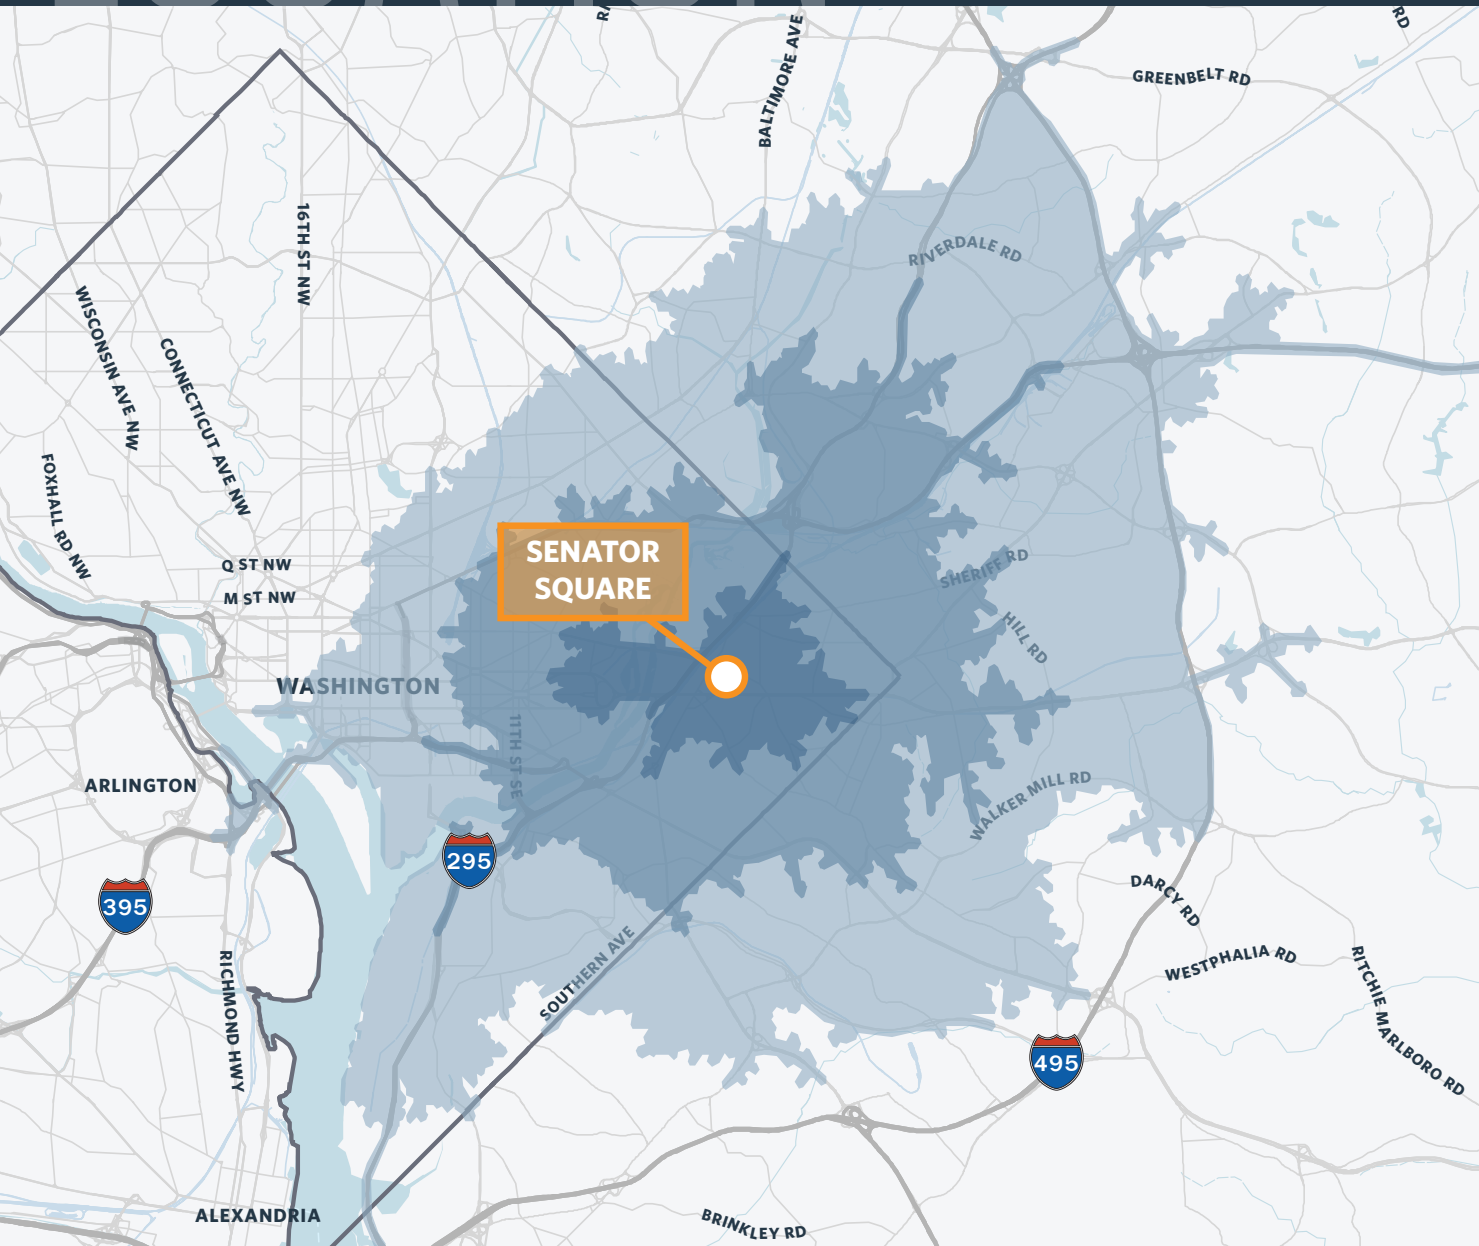 BALTIMORE AVE
RD
GREENBELT RD
16TH ST NW
RIVERDALE RD
WISCONSIN AVE NW
CONNECTICUT AVE NW
FOXHALL RD NW
Q ST NW
M ST NW
SENATOR
SQUARE
SHERIFF RD
HILL RD
WASHINGTON
11TH ST SE
ARLINGTON
WALKER MILL RD
295
395
DARCY RD
SOUTHERN AVE
WESTPHALIA RD
RICHMOND HWY
RITCHIE MARLBORO RD
495
ALEXANDRIA
BRINKLEY RD